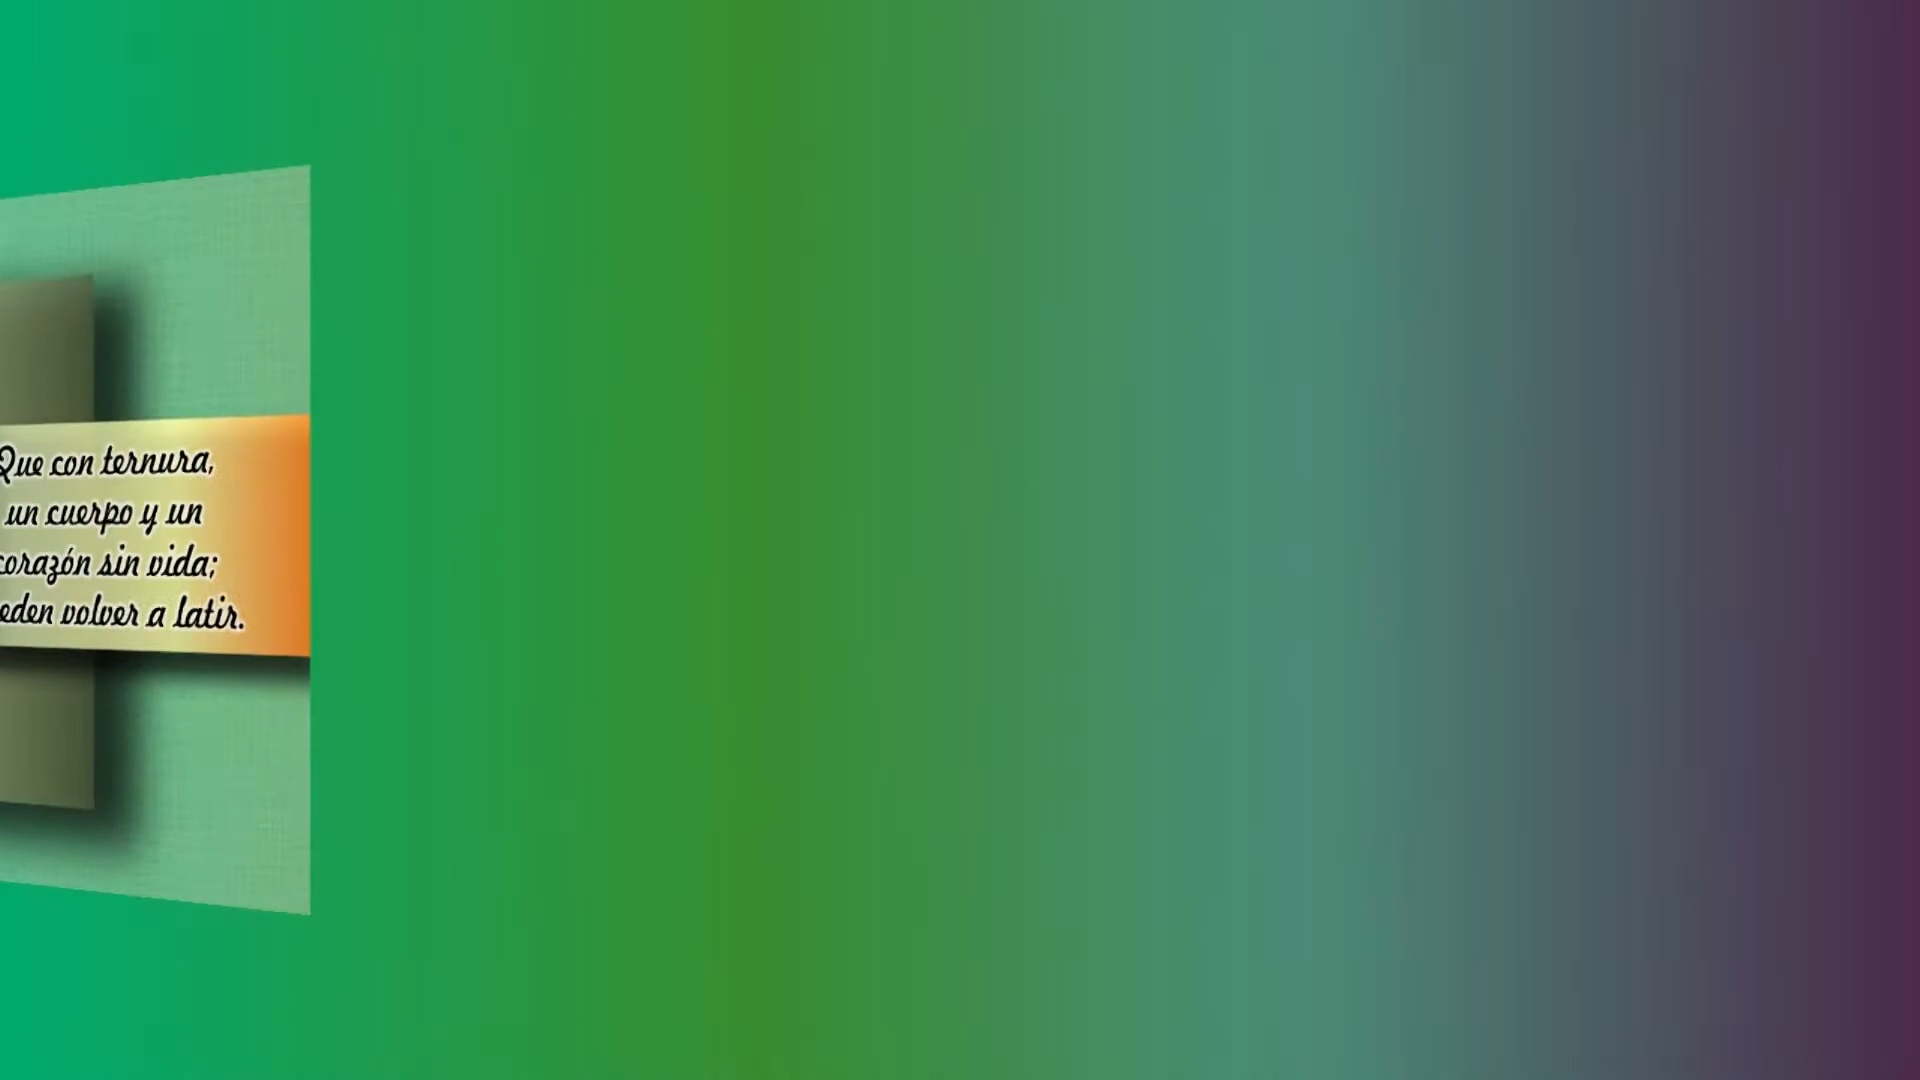 Que con ternura,
un cuerpo y un
corazón sin vida;
eden volver a latir.